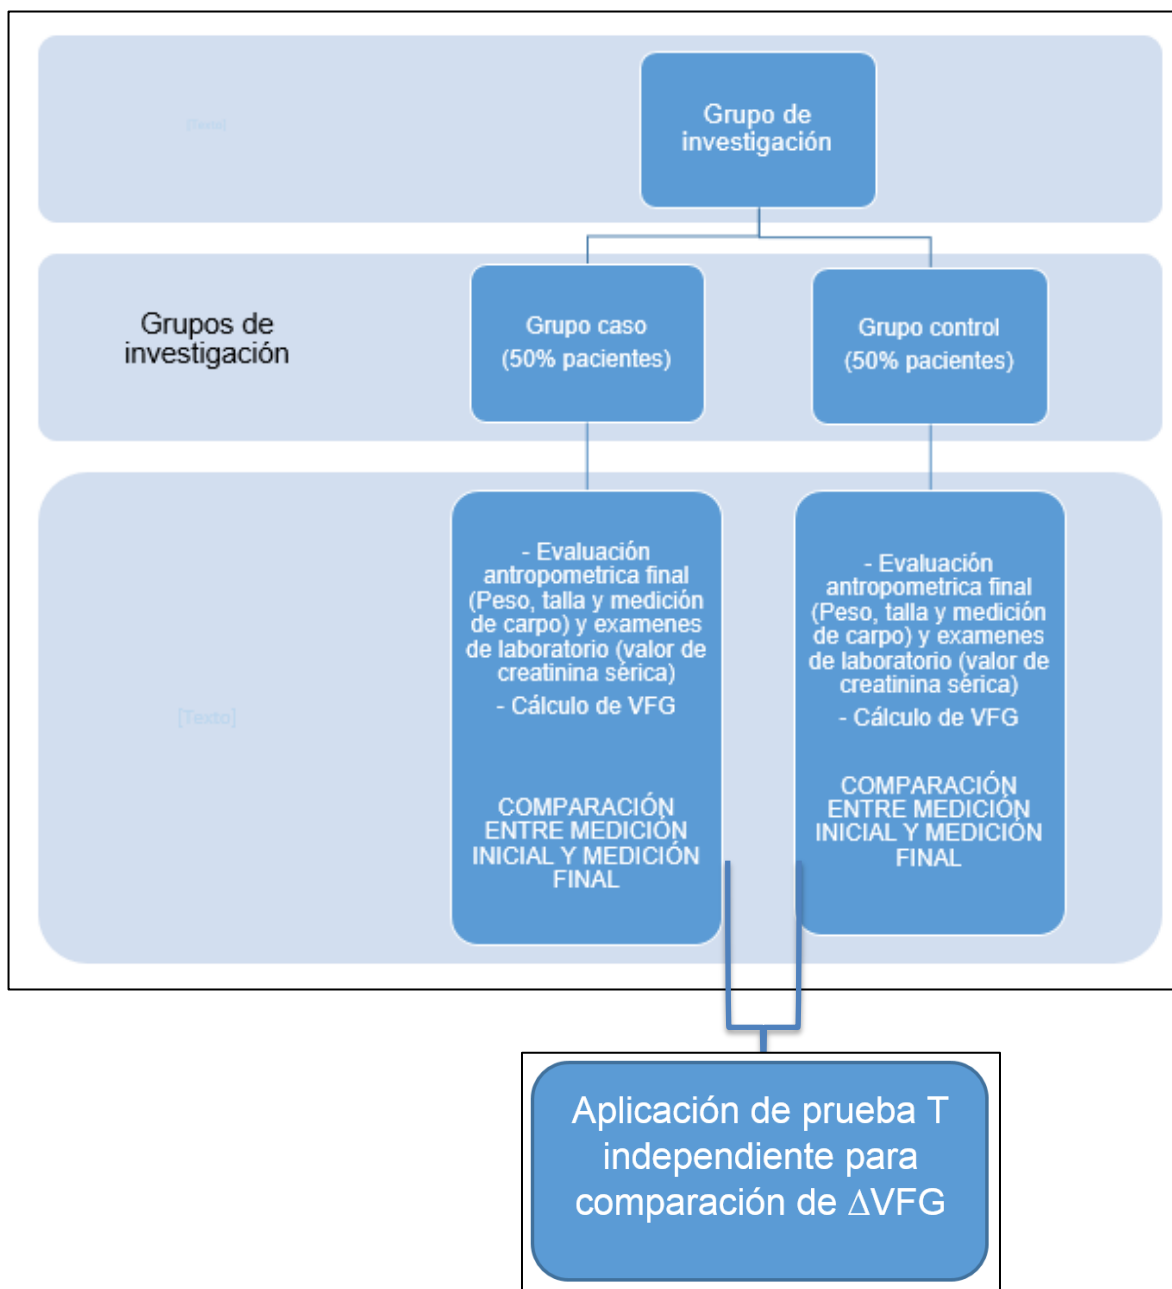 [Texto]
Grupo de
investigación
Grupos de
investigación
Grupo caso
(50% pacientes)
Grupo control
(50% pacientes)
[Texto]
- Evaluación
antropometrica final
(Peso, talla y medición
de carpo) y examenes
de laboratorio (valor de
creatinina sérica)
- Cálculo de VFG
COMPARACIÓN
ENTRE MEDICIÓN
INICIAL Y MEDICIÓN
FINAL
- Evaluación
antropometrica final
(Peso, talla y medición
de carpo) y examenes
de laboratorio (valor de
creatinina sérica)
- Cálculo de VFG
COMPARACIÓN
ENTRE MEDICIÓN
INICIAL Y MEDICIÓN
FINAL
Aplicación de prueba T
independiente para
comparación de ∆VFG